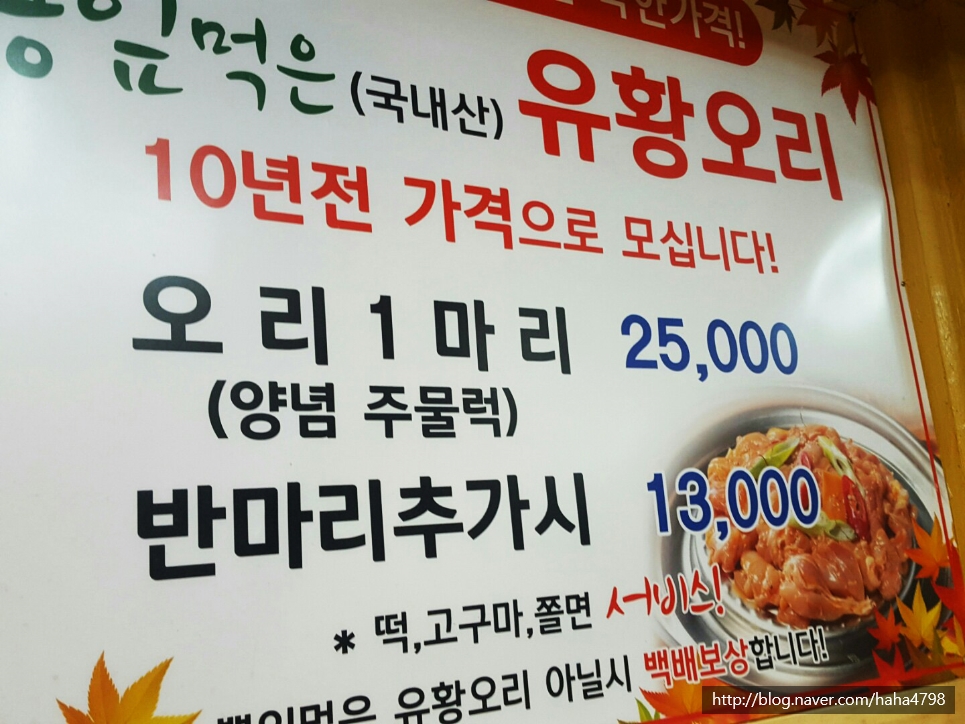 한가격!
먹은 (국내산) 유황오리
10년전 가격으로 모십니다!
오리1마리 25,000
(양념 주물럭)
반마리추가시 13,000
* 떡,고구마,쫄면 서비스!
유황오리 아닐시 백배보상합니다!
http://blog.naver.com/haha4798